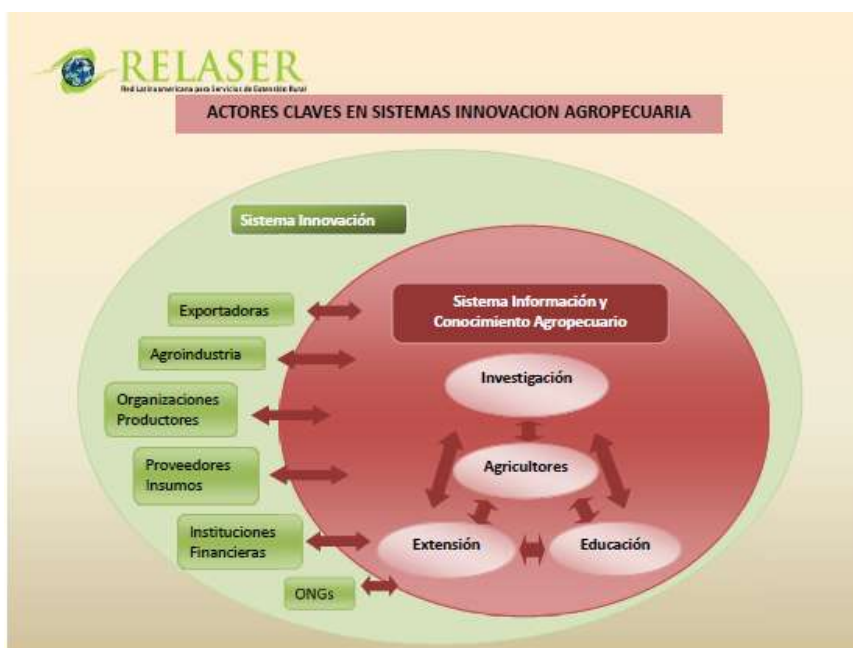 RELASER
Red Latinoamericana para Servicios de Extensión Rural
ACTORES CLAVES EN SISTEMAS INNOVACION AGROPECUARIA
Sistema Innovación
Sistema Información y
Conocimiento Agropecuario
Exportadoras
Agroindustria
Organizaciones
Productores
Proveedores
Insumos
Instituciones
Financieras
ONGs
Investigación
Agricultores
Extensión
Educación